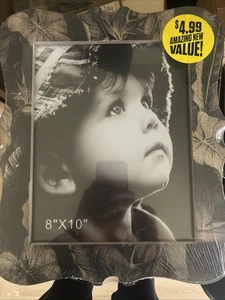 $4.99
AMAZING NEW
VALUE!
8"X10"